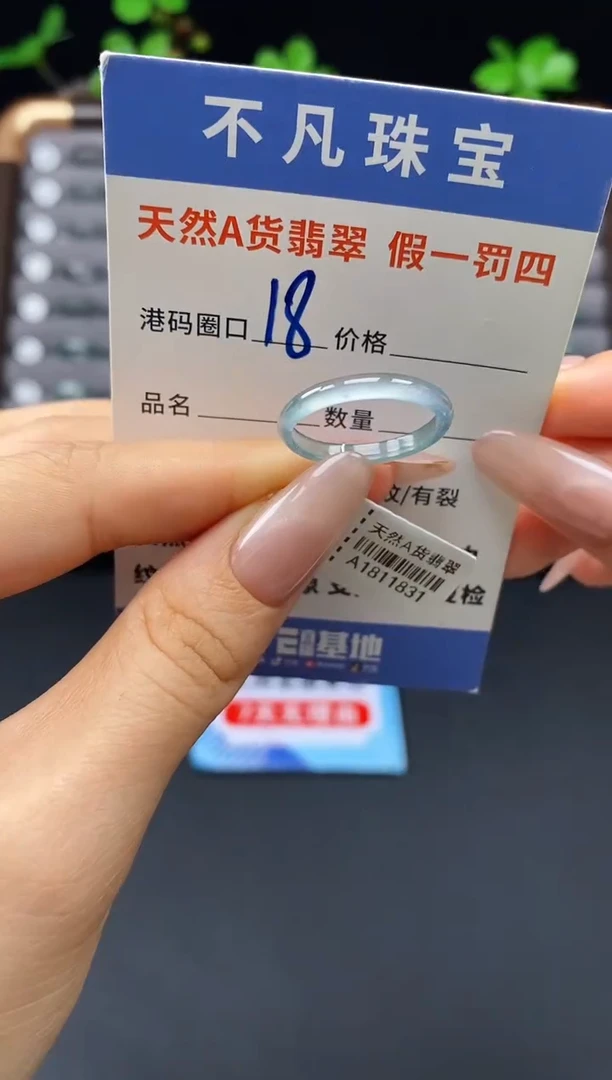 不凡珠宝
天然A货翡翠 假一罚四
港码圈口 18 价格
品名 数量
/有裂
天然A货翡翠
A1811831
检
基地